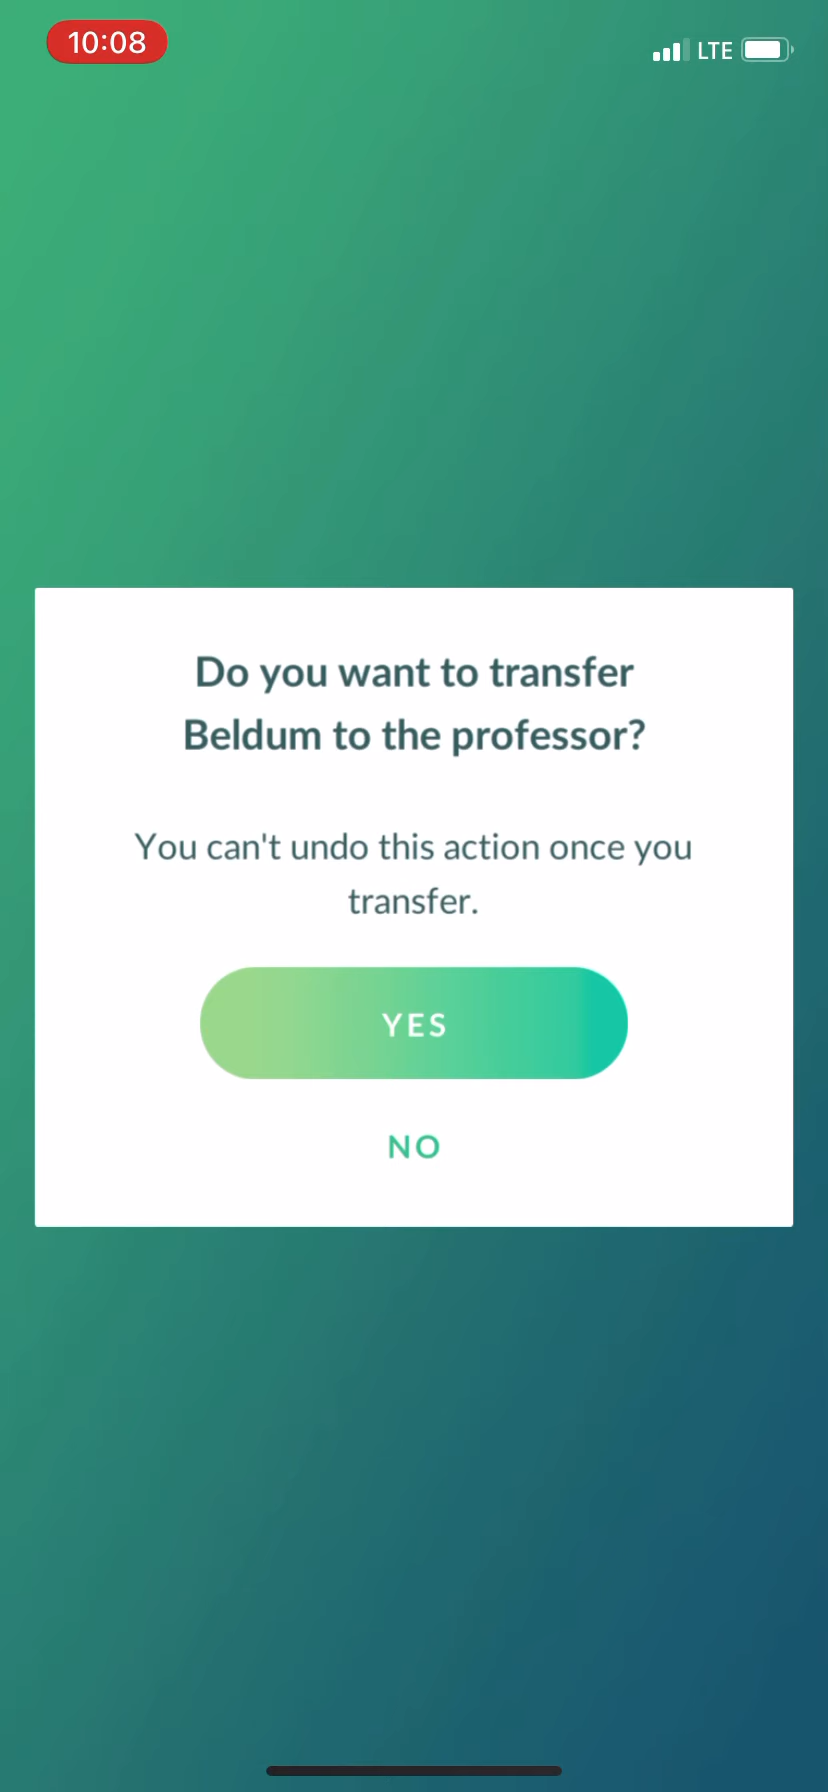 10:08
LTE
Do you want to transfer
Beldum to the professor?
You can't undo this action once you
transfer.
YES
NO